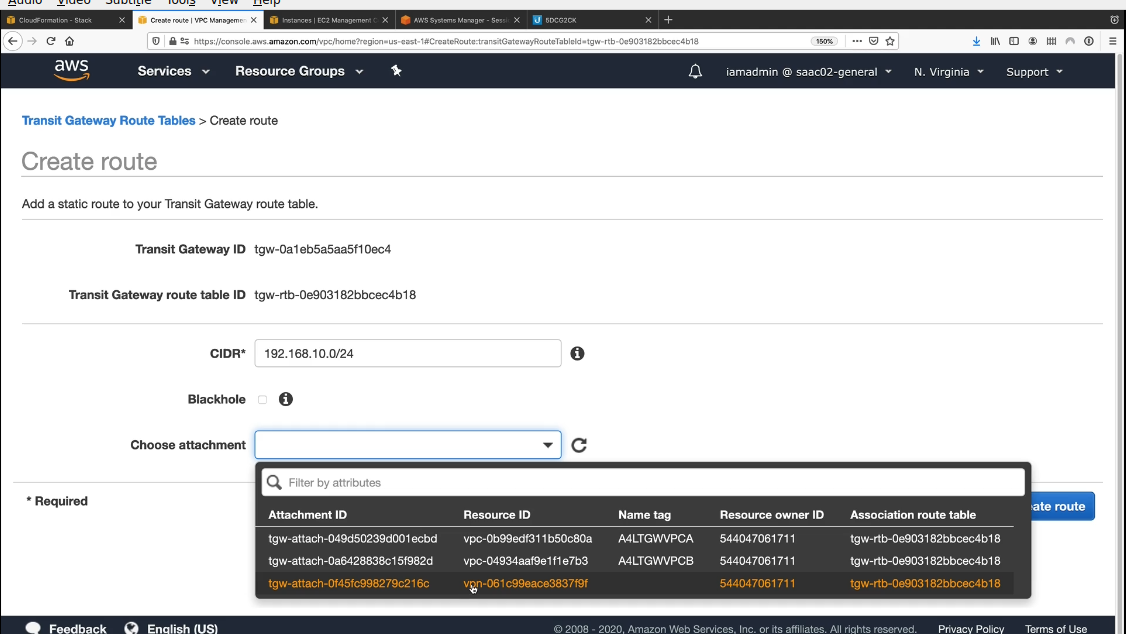 Audio Video Subtitle Tools View Help
CloudFormation - Stack
Create route | VPC Managemen
Instances | EC2 Management C
AWS Systems Manager - Sessi
5DCG2CK
https://console.aws.amazon.com/vpc/home?region=us-east-1#CreateRoute:transitGatewayRouteTableId=tgw-rtb-0e903182bbcec4b18
150%
aws
Services
Resource Groups
iamadmin @ saac02-general
N. Virginia
Support
Transit Gateway Route Tables > Create route
Create route
Add a static route to your Transit Gateway route table.
Transit Gateway ID tgw-0a1eb5a5aa5f10ec4
Transit Gateway route table ID tgw-rtb-0e903182bbcec4b18
CIDR* 192.168.10.0/24
Blackhole
Choose attachment
Filter by attributes
* Required
ate route
Attachment ID Resource ID Name tag Resource owner ID Association route table
tgw-attach-049d50239d001ecbd vpc-0b99edf311b50c80a A4LTGWVPCA 544047061711 tgw-rtb-0e903182bbcec4b18
tgw-attach-0a6428838c15f982d vpc-04934aaf9e1f1e7b3 A4LTGWVPCB 544047061711 tgw-rtb-0e903182bbcec4b18
tgw-attach-0f45fc998279c216c vpn-061c99eace3837f9f 544047061711 tgw-rtb-0e903182bbcec4b18
Feedback English (US)
© 2008 - 2020, Amazon Web Services, Inc. or its affiliates. All rights reserved. Privacy Policy Terms of Use